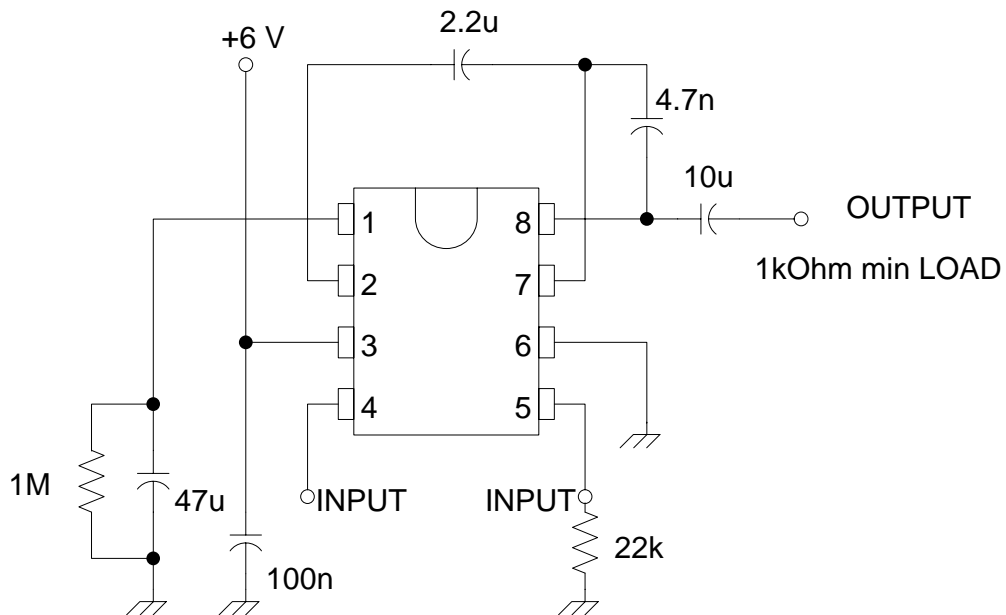 2.2u
+6 V
4.7n
10u
OUTPUT
1kOhm min LOAD
1
8
2
7
3
6
4
5
1M
47u
INPUT
INPUT
100n
22k